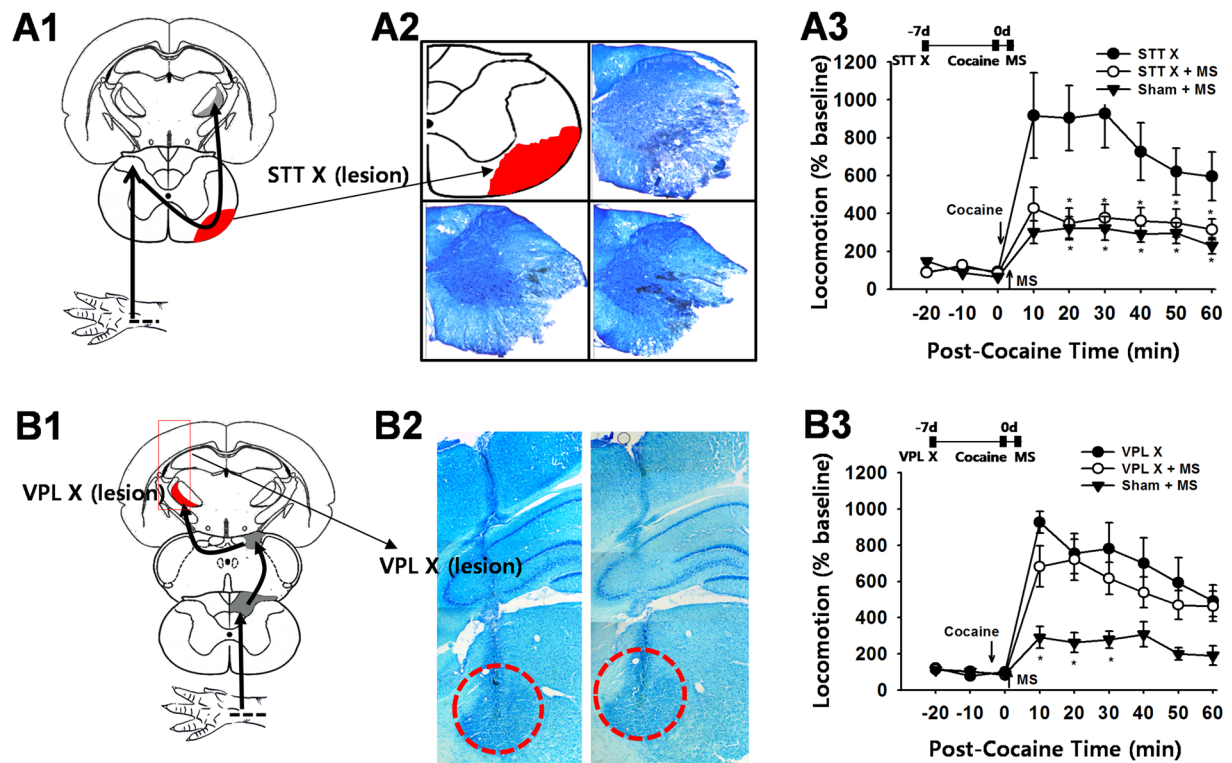 A1
STT X (lesion)
A2
A3
-7d 0d
STT X Cocaine MS
STT X
STT X + MS
Sham + MS
Locomotion (% baseline)
1200
1000
800
600
400
200
0
Cocaine
MS
* * * * *
* * * * *
-20 -10 0 10 20 30 40 50 60
Post-Cocaine Time (min)
B1
VPL X (lesion)
B2
VPL X (lesion)
B3
-7d 0d
VPL X Cocaine MS
VPL X
VPL X + MS
Sham + MS
Locomotion (% baseline)
1200
1000
800
600
400
200
0
Cocaine
MS
* * *
-20 -10 0 10 20 30 40 50 60
Post-Cocaine Time (min)